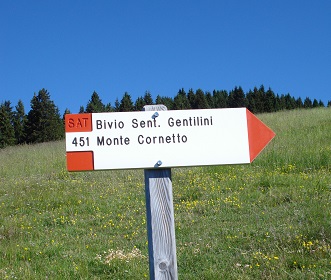 SAT Bivio Sent. Gentilini
451 Monte Cornetto